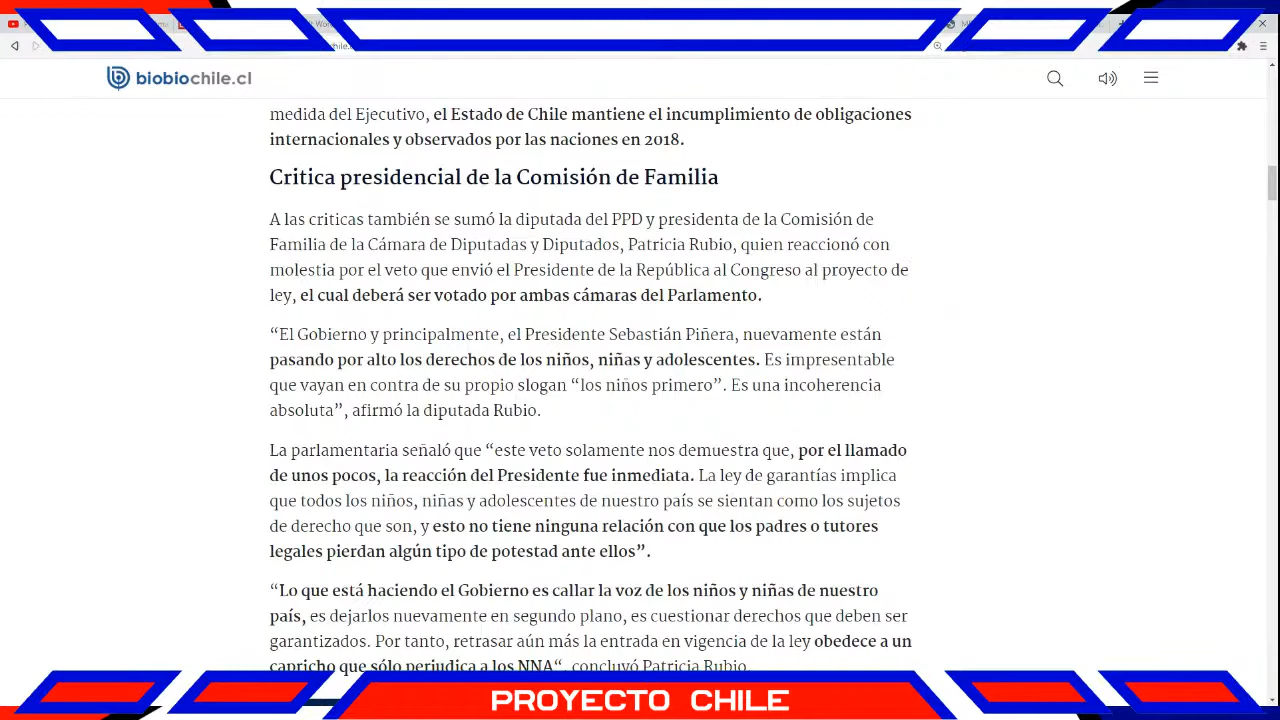 biobiochile.cl
medida del Ejecutivo, el Estado de Chile mantiene el incumplimiento de obligaciones
internacionales y observados por las naciones en 2018.
Critica presidencial de la Comisión de Familia
A las criticas también se sumó la diputada del PPD y presidenta de la Comisión de
Familia de la Cámara de Diputadas y Diputados, Patricia Rubio, quien reaccionó con
molestia por el veto que envió el Presidente de la República al Congreso al proyecto de
ley, el cual deberá ser votado por ambas cámaras del Parlamento.
“El Gobierno y principalmente, el Presidente Sebastián Piñera, nuevamente están
pasando por alto los derechos de los niños, niñas y adolescentes. Es impresentable
que vayan en contra de su propio slogan “los niños primero”. Es una incoherencia
absoluta”, afirmó la diputada Rubio.
La parlamentaria señaló que “este veto solamente nos demuestra que, por el llamado
de unos pocos, la reacción del Presidente fue inmediata. La ley de garantías implica
que todos los niños, niñas y adolescentes de nuestro país se sientan como los sujetos
de derecho que son, y esto no tiene ninguna relación con que los padres o tutores
legales pierdan algún tipo de potestad ante ellos”.
“Lo que está haciendo el Gobierno es callar la voz de los niños y niñas de nuestro
país, es dejarlos nuevamente en segundo plano, es cuestionar derechos que deben ser
garantizados. Por tanto, retrasar aún más la entrada en vigencia de la ley obedece a un
capricho que sólo perjudica a los NNA“, concluyó Patricia Rubio.
PROYECTO CHILE